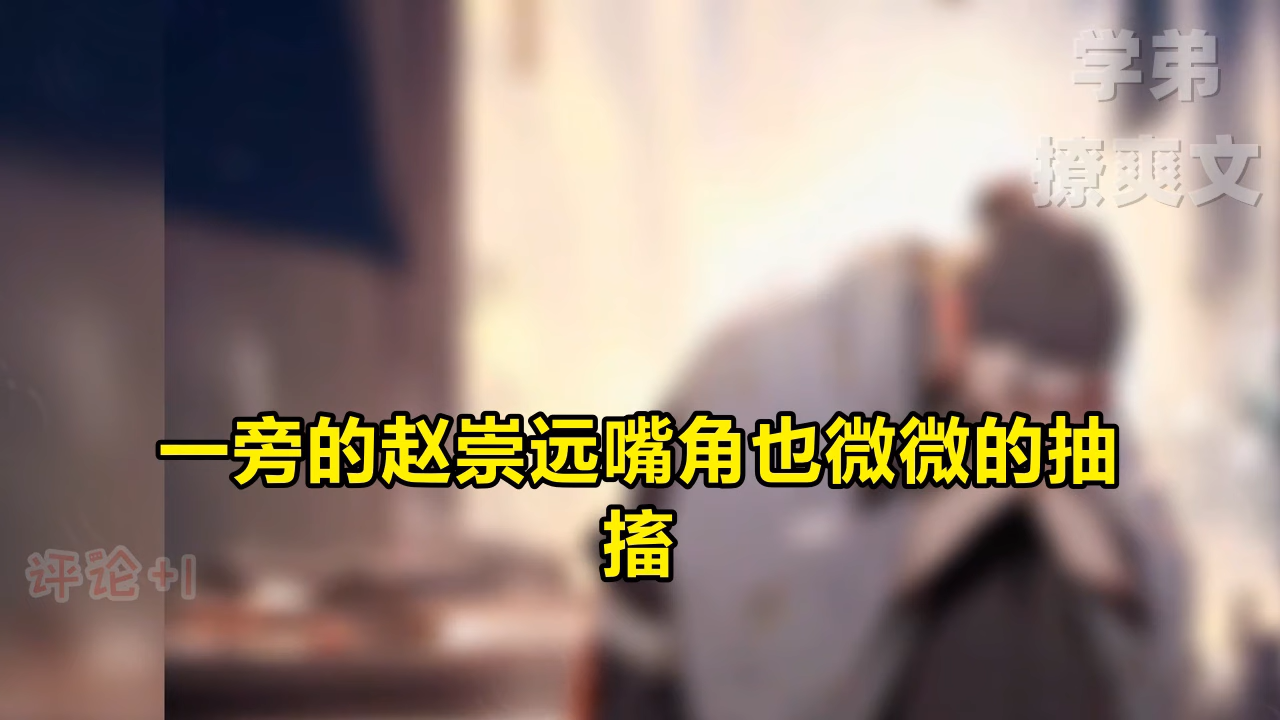 学弟
撩爽文
一旁的赵崇远嘴角也微微的抽
搐
评论+1